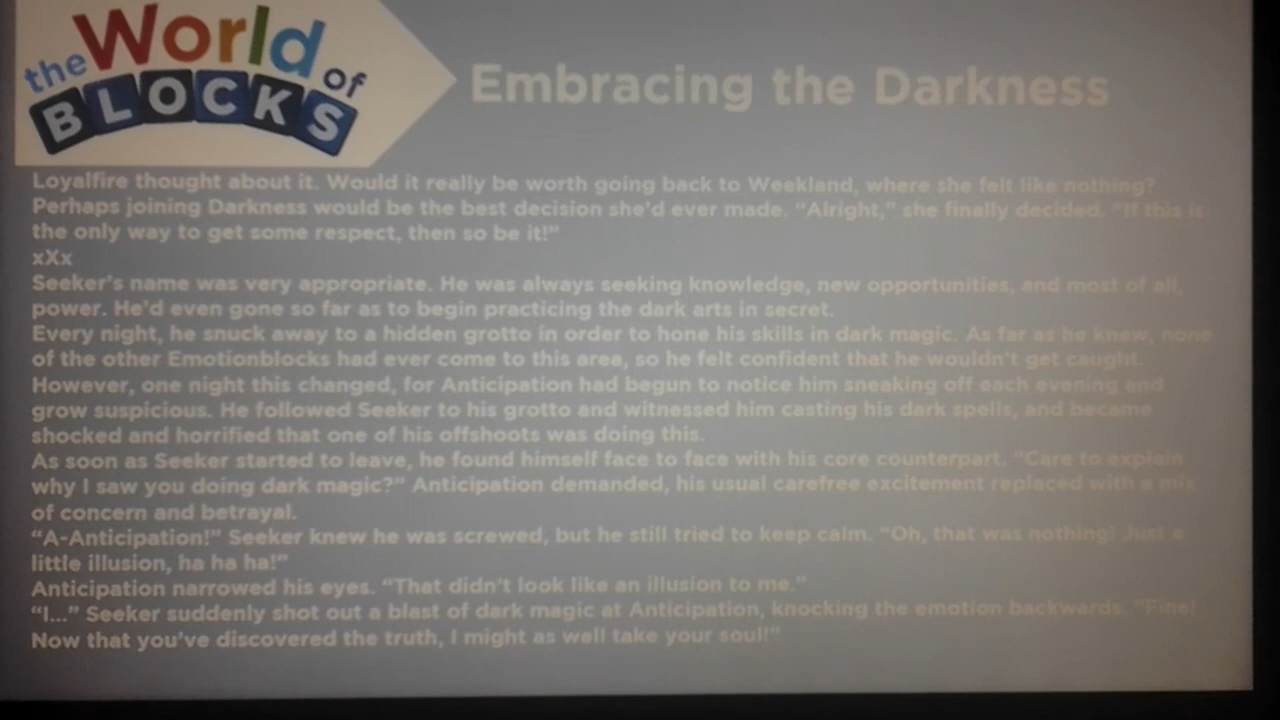 the World of
BLOCKS
Embracing the Darkness
Loyalfire thought about it. Would it really be worth going back to Weekland, where she felt like nothing?
Perhaps joining Darkness would be the best decision she'd ever made. “Alright,” she finally decided. “If this is
the only way to get some respect, then so be it!”
xXx
Seeker's name was very appropriate. He was always seeking knowledge, new opportunities, and most of all,
power. He'd even gone so far as to begin practicing the dark arts in secret.
Every night, he snuck away to a hidden grotto in order to hone his skills in dark magic. As far as he knew, none
of the other Emotionblocks had ever come to this area, so he felt confident that he wouldn't get caught.
However, one night this changed, for Anticipation had begun to notice him sneaking off each evening and
grow suspicious. He followed Seeker to his grotto and witnessed him casting his dark spells, and became
shocked and horrified that one of his offshoots was doing this.
As soon as Seeker started to leave, he found himself face to face with his core counterpart. “Care to explain
why I saw you doing dark magic?” Anticipation demanded, his usual carefree excitement replaced with a mix
of concern and betrayal.
“A-Anticipation!” Seeker knew he was screwed, but he still tried to keep calm. “Oh, that was nothing! Just a
little illusion, ha ha ha!”
Anticipation narrowed his eyes. “That didn't look like an illusion to me.”
“I...” Seeker suddenly shot out a blast of dark magic at Anticipation, knocking the emotion backwards. “Fine!
Now that you've discovered the truth, I might as well take your soul!”